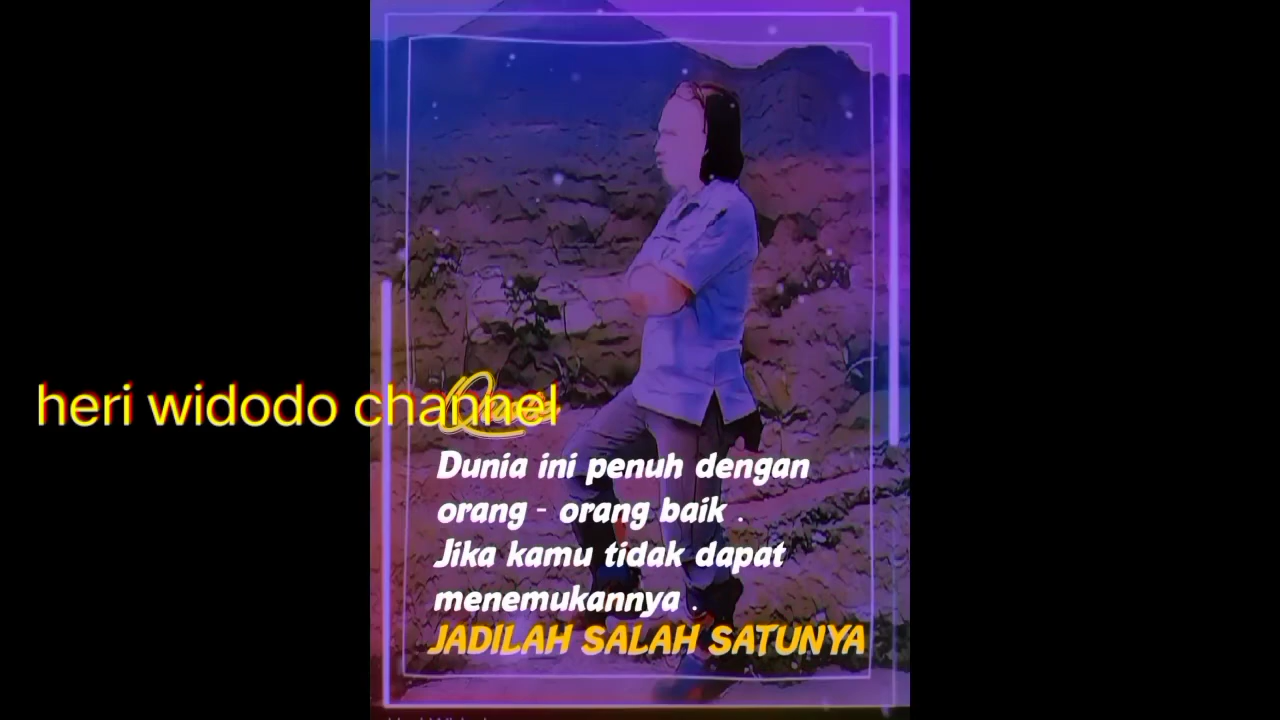 heri widodo channel
Dunia ini penuh dengan
orang - orang baik .
Jika kamu tidak dapat
menemukannya .
JADILAH SALAH SATUNYA